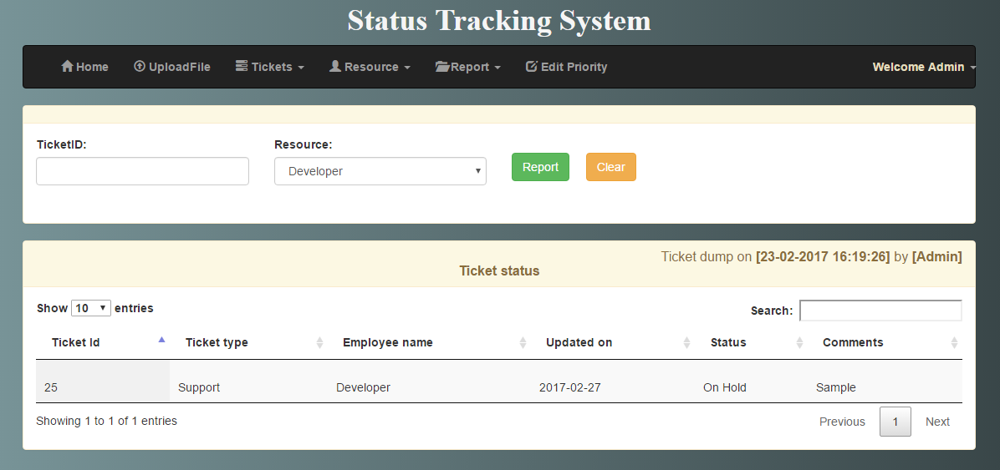 Status Tracking System
Home UploadFile Tickets Resource Report Edit Priority Welcome Admin
TicketID: Resource:
Developer Report Clear
Ticket dump on [23-02-2017 16:19:26] by [Admin]
Ticket status
Show 10 entries Search:
Ticket Id Ticket type Employee name Updated on Status Comments
25 Support Developer 2017-02-27 On Hold Sample
Showing 1 to 1 of 1 entries Previous 1 Next